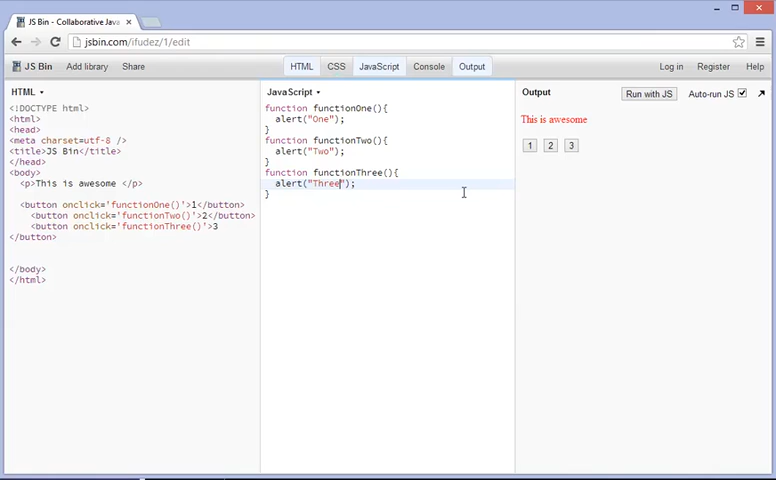 JS Bin - Collaborative Java
jsbin.com/ifudez/1/edit
JS Bin Add library Share HTML CSS JavaScript Console Output Log in Register Help
HTML
<!DOCTYPE html>
<html>
<head>
<meta charset=utf-8 />
<title>JS Bin</title>
</head>
<body>
<p>This is awesome </p>
<button onclick='functionOne()'>1</button>
<button onclick='functionTwo()'>2</button>
<button onclick='functionThree()'>3
</button>
</body>
</html>
JavaScript
function functionOne(){
alert("One");
}
function functionTwo(){
alert("Two");
}
function functionThree(){
alert("Three");
}
Output Run with JS Auto-run JS
This is awesome
1 2 3